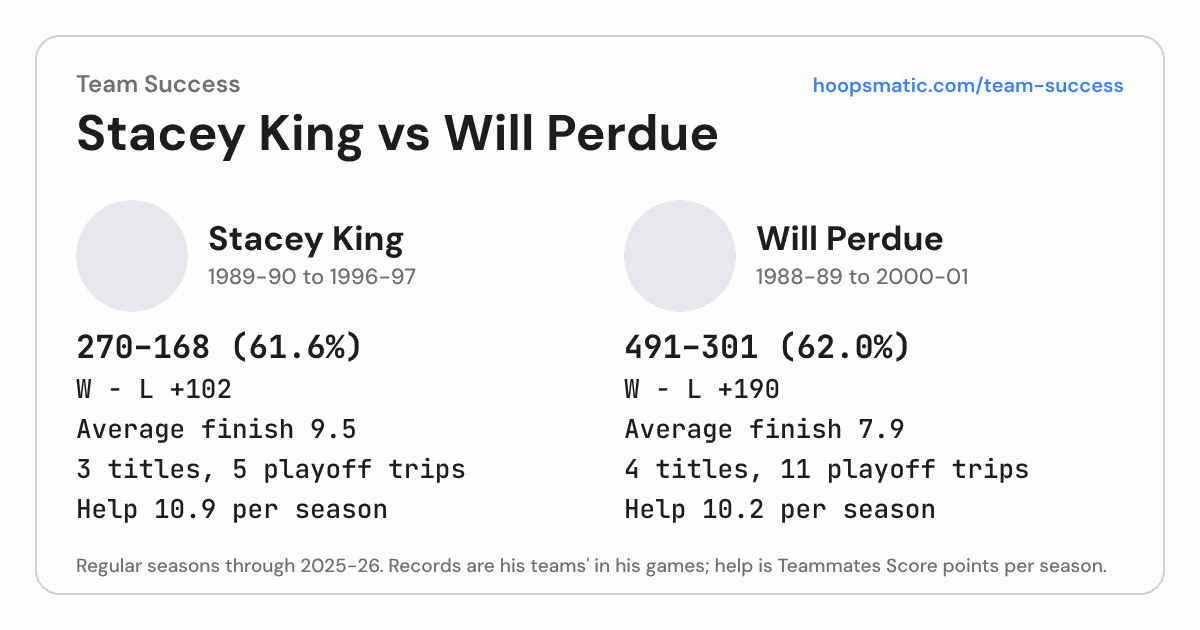 Team Success
hoopsmatic.com/team-success
Stacey King vs Will Perdue
Stacey King
1989-90 to 1996-97
270-168 (61.6%)
W - L +102
Average finish 9.5
3 titles, 5 playoff trips
Help 10.9 per season
Will Perdue
1988-89 to 2000-01
491-301 (62.0%)
W - L +190
Average finish 7.9
4 titles, 11 playoff trips
Help 10.2 per season
Regular seasons through 2025-26. Records are his teams' in his games; help is Teammates Score points per season.